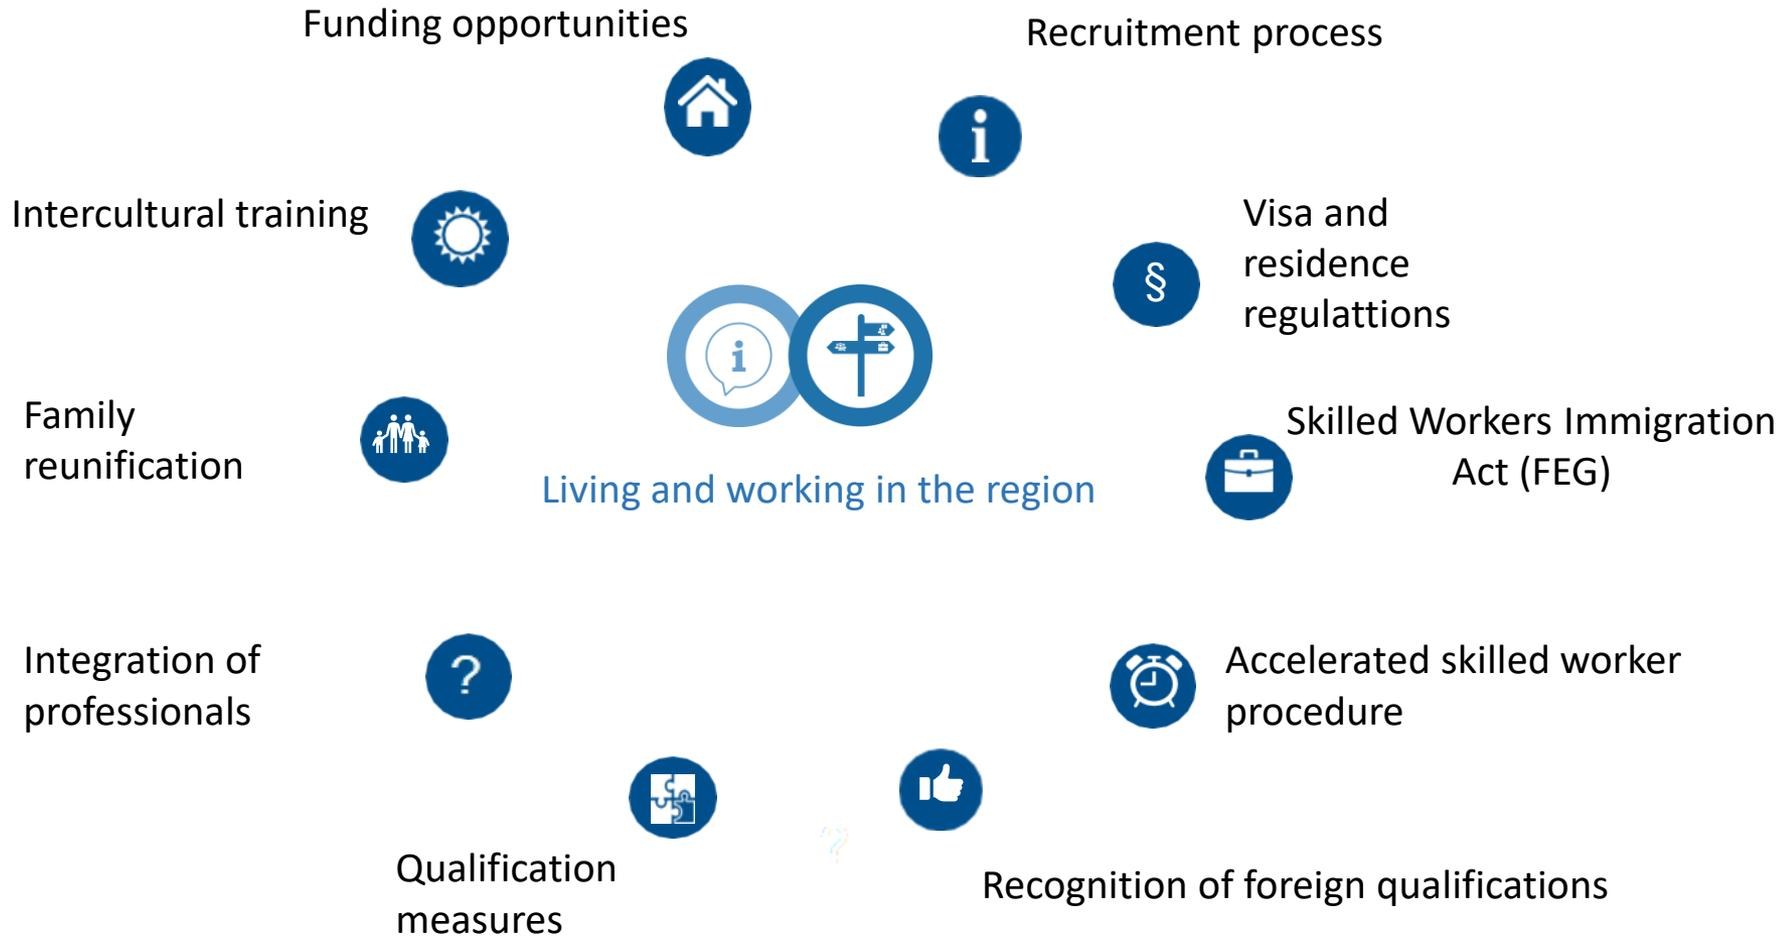 Funding opportunities
Recruitment process
Intercultural training
Visa and
residence
regulattions
§
i
i
Family
reunification
Skilled Workers Immigration
Act (FEG)
Living and working in the region
Integration of
professionals
?
Accelerated skilled worker
procedure
?
Qualification
measures
Recognition of foreign qualifications